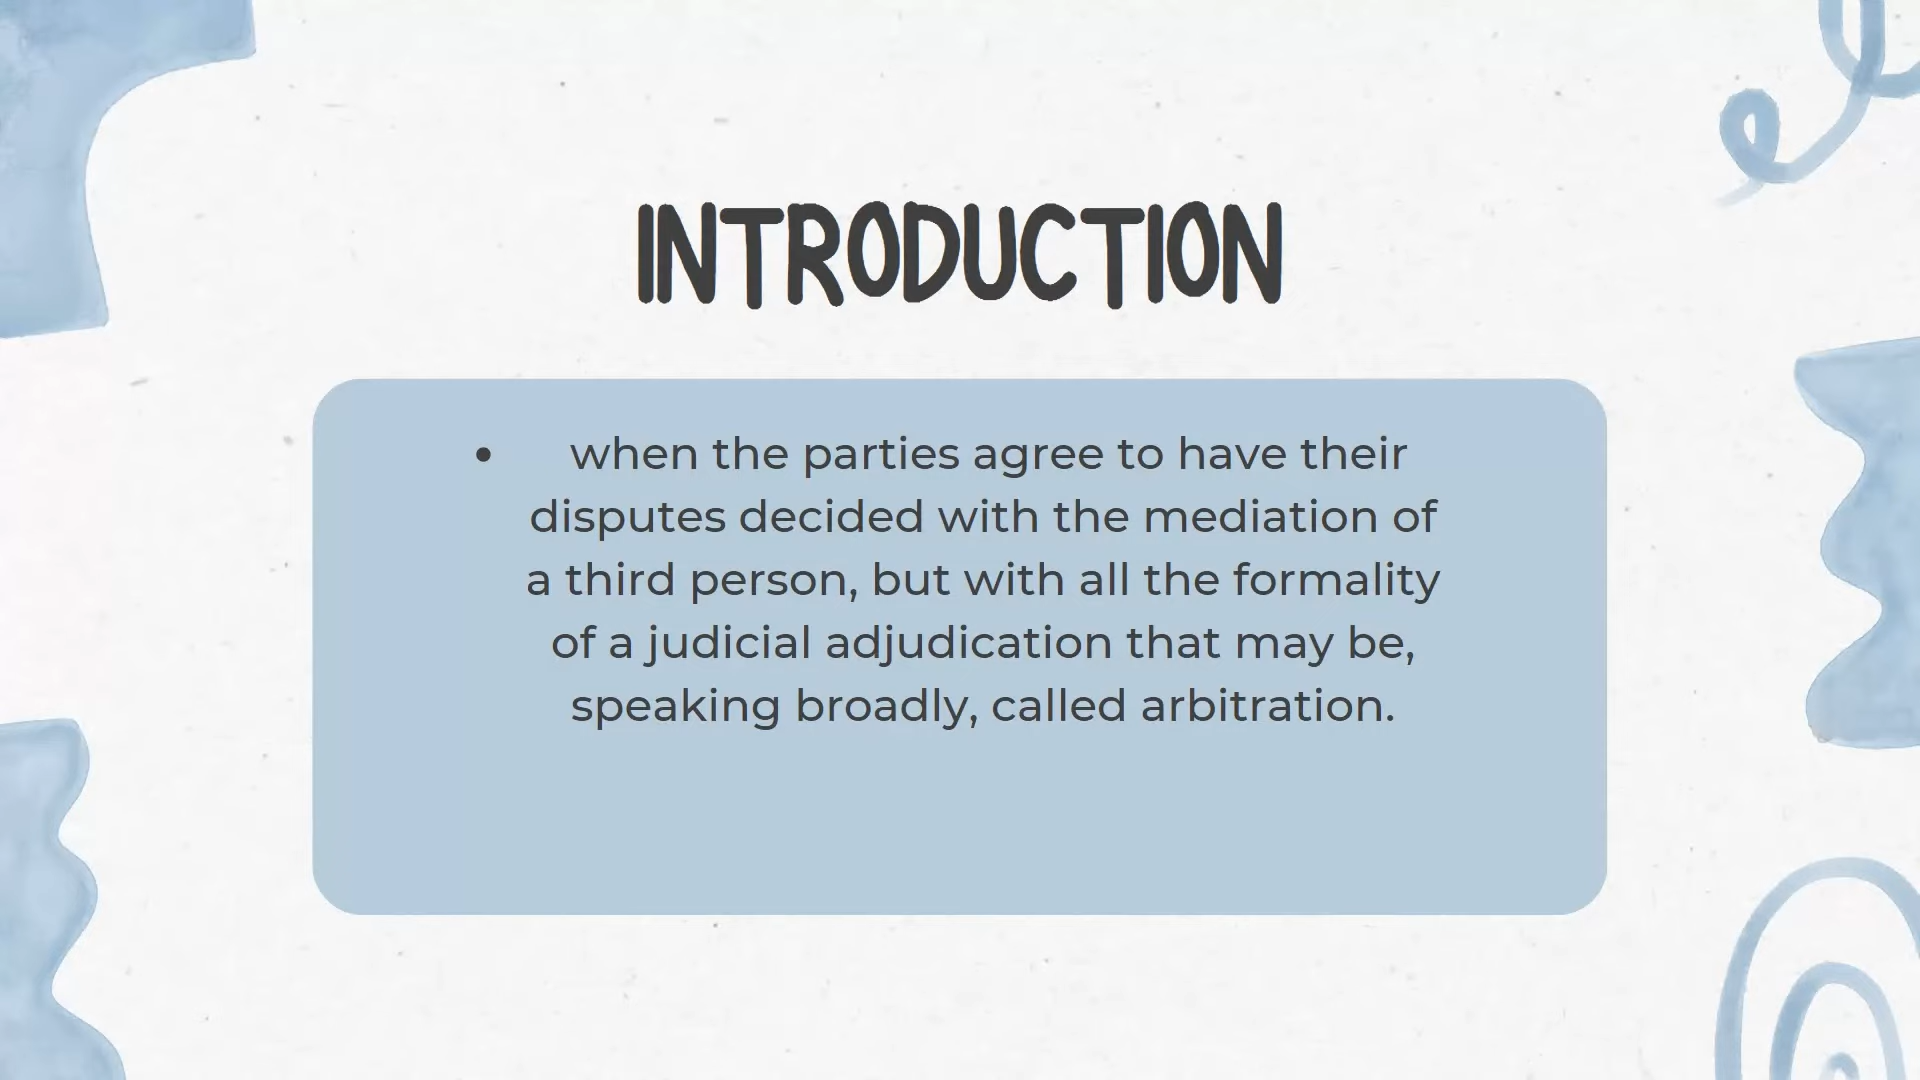 INTRODUCTION
• when the parties agree to have their
disputes decided with the mediation of
a third person, but with all the formality
of a judicial adjudication that may be,
speaking broadly, called arbitration.